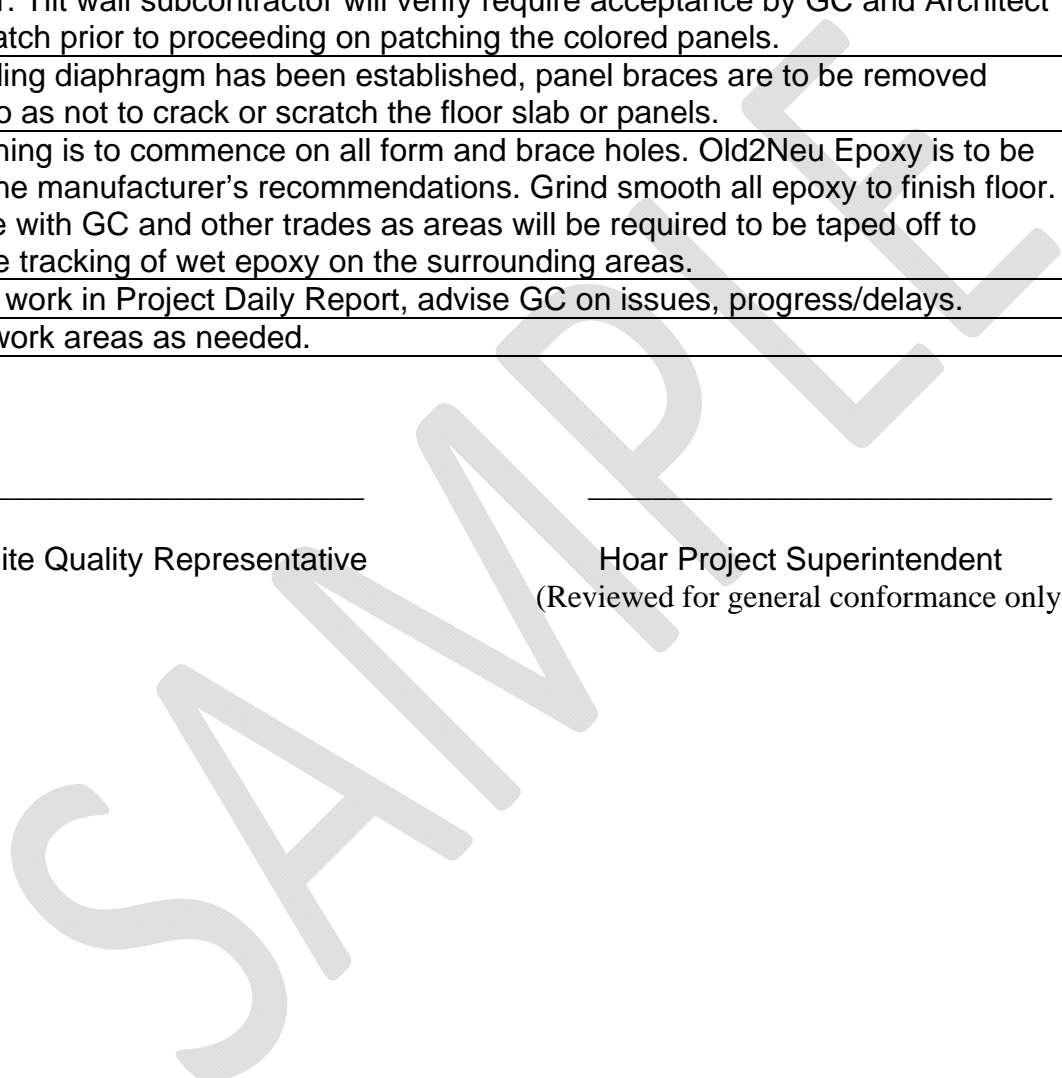 r. Tilt wall subcontractor will verify require acceptance by GC and Architect
atch prior to proceeding on patching the colored panels.
ling diaphragm has been established, panel braces are to be removed
o as not to crack or scratch the floor slab or panels.
hing is to commence on all form and brace holes. Old2Neu Epoxy is to be
he manufacturer’s recommendations. Grind smooth all epoxy to finish floor.
e with GC and other trades as areas will be required to be taped off to
e tracking of wet epoxy on the surrounding areas.
work in Project Daily Report, advise GC on issues, progress/delays.
work areas as needed.
ite Quality Representative
Hoar Project Superintendent
(Reviewed for general conformance only
SAMPLE